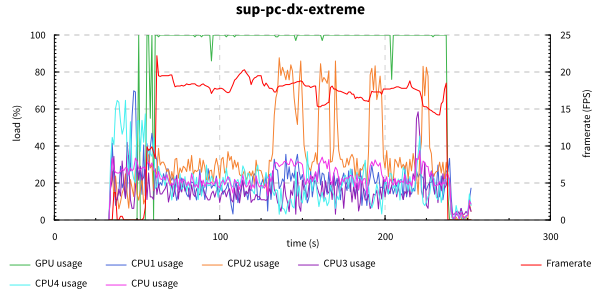 sup-pc-dx-extreme
100 25
80 20
60 15
40 10
20 5
0 0
load (%)
framerate (FPS)
0 100 200 300
time (s)
GPU usage CPU1 usage CPU2 usage CPU3 usage Framerate
CPU4 usage CPU usage